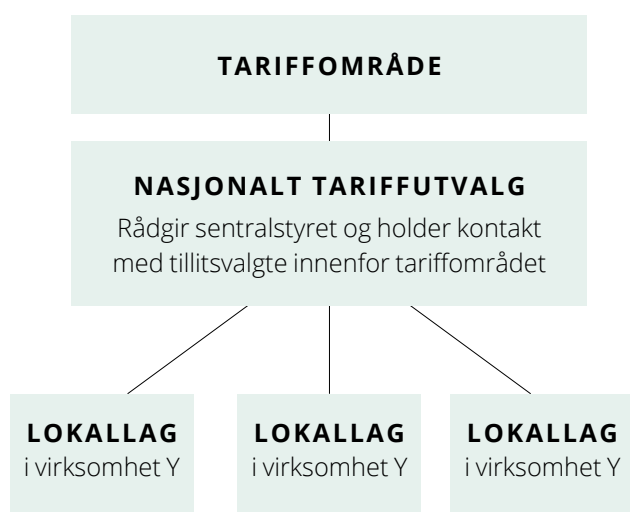 TARIFFOMRÅDE
NASJONALT TARIFFUTVALG
Rådgir sentralstyret og holder kontakt
med tillitsvalgte innenfor tariffområdet
LOKALLAG
i virksomhet Y
LOKALLAG
i virksomhet Y
LOKALLAG
i virksomhet Y